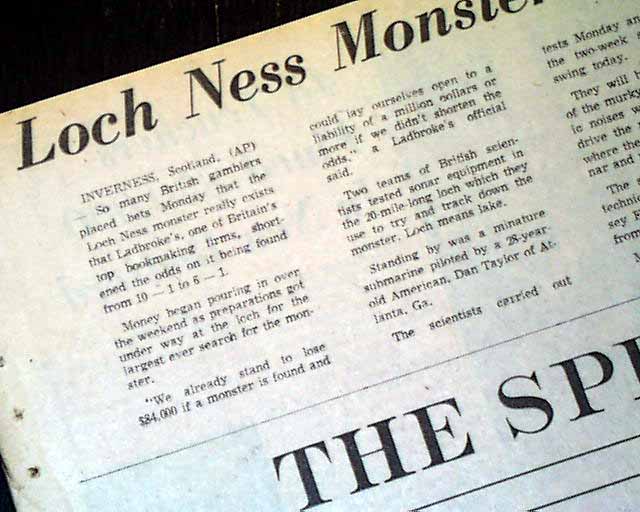 Loch Ness Monster
INVERNESS, Scotland, (AP)
— So many British gamblers
placed bets Monday that the
Loch Ness monster really exists
that Ladbroke's, one of Britain's
top bookmaking firms, short-
ened the odds on it being found
from 10 — 1 to 6 — 1.
Money began pouring in over
the weekend as preparations got
under way at the loch for the
largest ever search for the mon-
ster.
"We already stand to lose
$84,000 if a monster is found and
could lay ourselves open to a
liability of a million dollars or
more if we didn't shorten the
odds," a Ladbroke's official
said.
Two teams of British scien-
tists tested sonar equipment in
the 20-mile-long loch which they
use to try and track down the
monster. Loch means lake.
Standing by was a minature
submarine piloted by a 28-year-
old American, Dan Taylor of At-
lanta, Ga.
The scientists carried out
tests Monday an
the two-week s
swing today.
They will
of the murky
ic noises
drive the
where the
nar and
The s
techni
sey
from
M
THE SPE